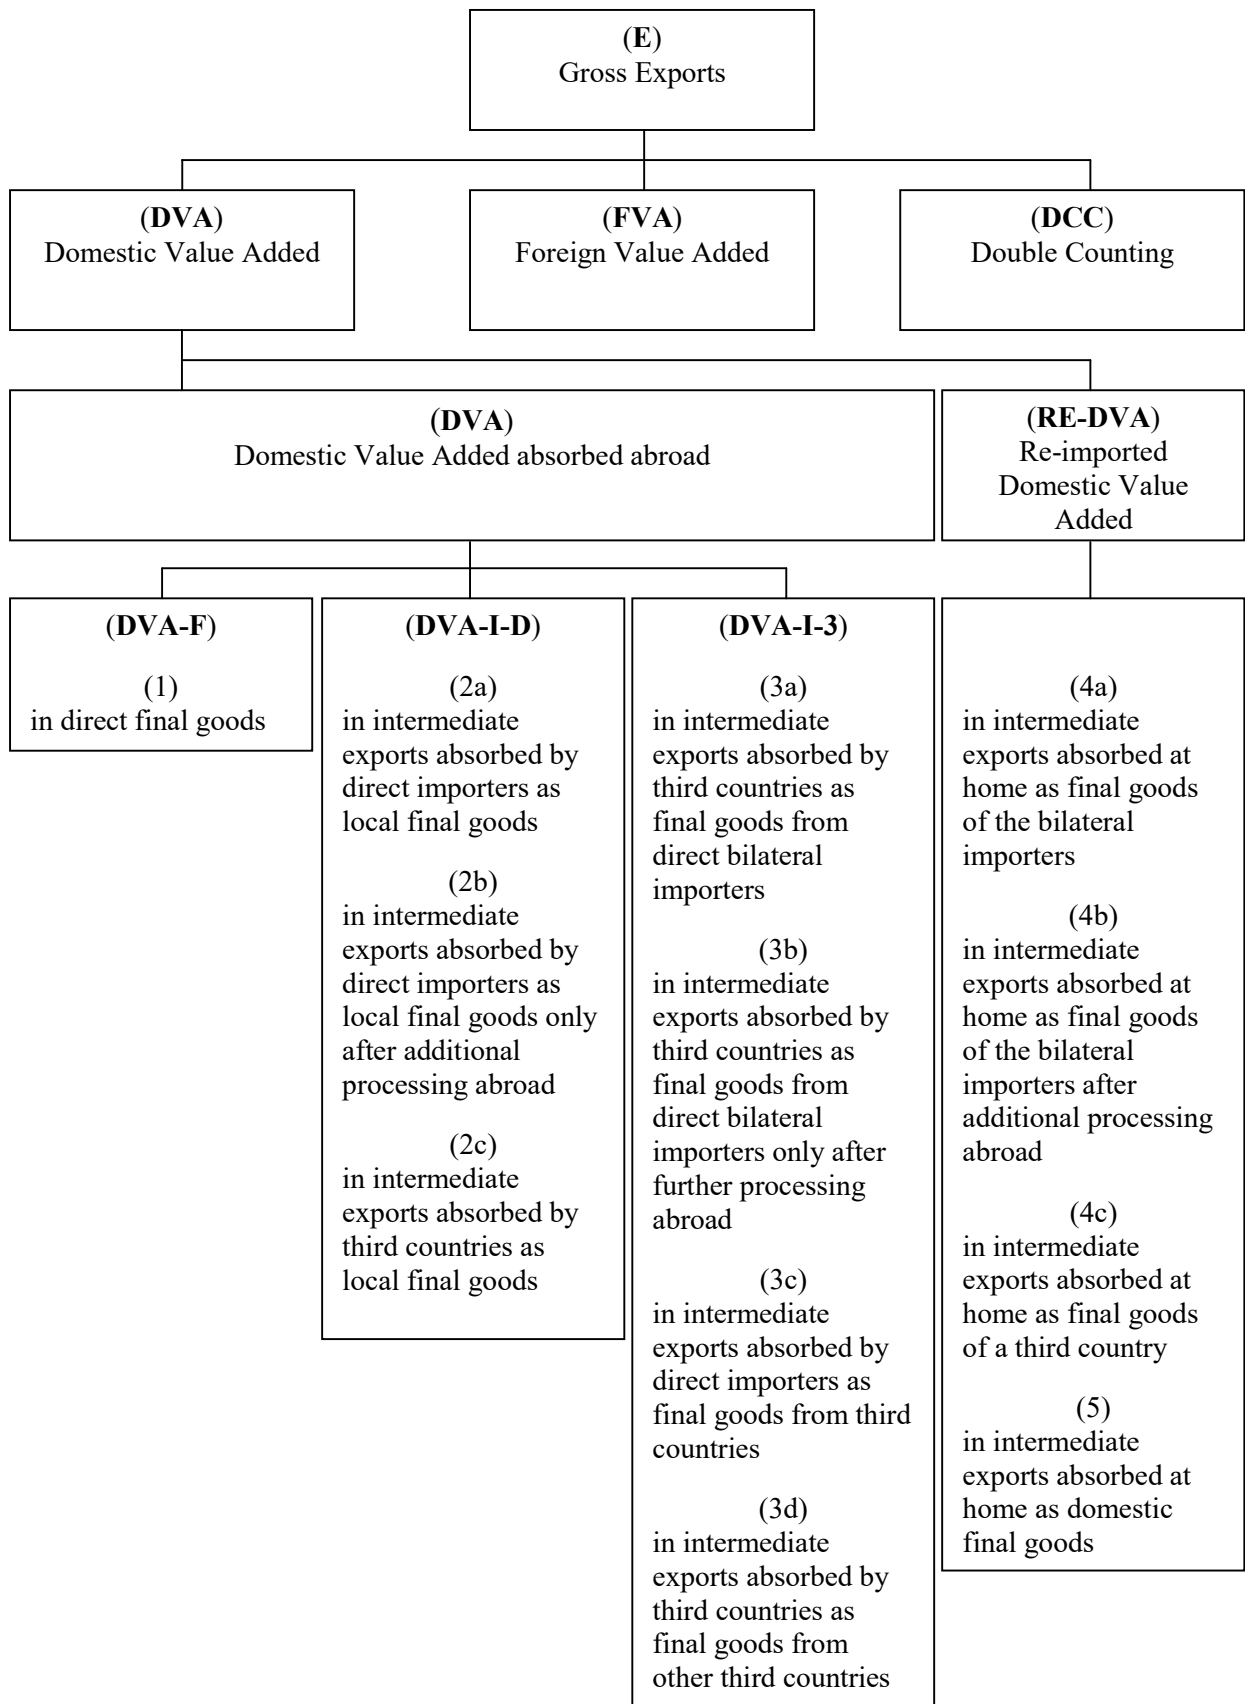 (E)
Gross Exports
(DVA)
Domestic Value Added
(FVA)
Foreign Value Added
(DCC)
Double Counting
(DVA)
Domestic Value Added absorbed abroad
(RE-DVA)
Re-imported
Domestic Value
Added
(DVA-F)
(1)
in direct final goods
(DVA-I-D)
(2a)
in intermediate
exports absorbed by
direct importers as
local final goods
(2b)
in intermediate
exports absorbed by
direct importers as
local final goods only
after additional
processing abroad
(2c)
in intermediate
exports absorbed by
third countries as
local final goods
(DVA-I-3)
(3a)
in intermediate
exports absorbed by
third countries as
final goods from
direct bilateral
importers
(3b)
in intermediate
exports absorbed by
third countries as
final goods from
direct bilateral
importers only after
further processing
abroad
(3c)
in intermediate
exports absorbed by
direct importers as
final goods from third
countries
(3d)
in intermediate
exports absorbed by
third countries as
final goods from
other third countries
(4a)
in intermediate
exports absorbed at
home as final goods
of the bilateral
importers
(4b)
in intermediate
exports absorbed at
home as final goods
of the bilateral
importers after
additional processing
abroad
(4c)
in intermediate
exports absorbed at
home as final goods
of a third country
(5)
in intermediate
exports absorbed at
home as domestic
final goods